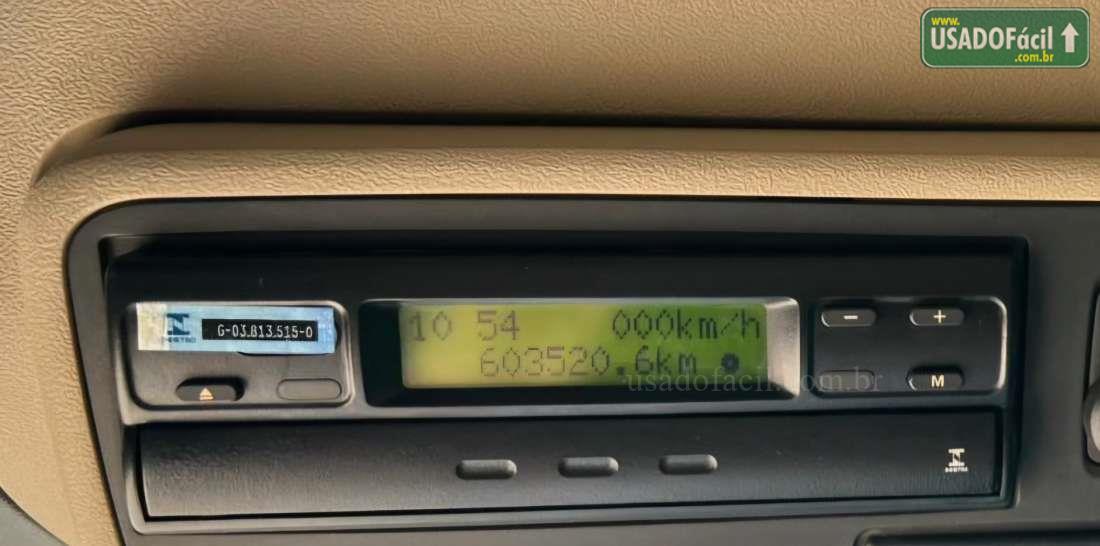 www.
USADOFácil
.com.br
G-03.813.515-0
10 54 000km/h
603520.6km
usadofacil.com.br
- +
M